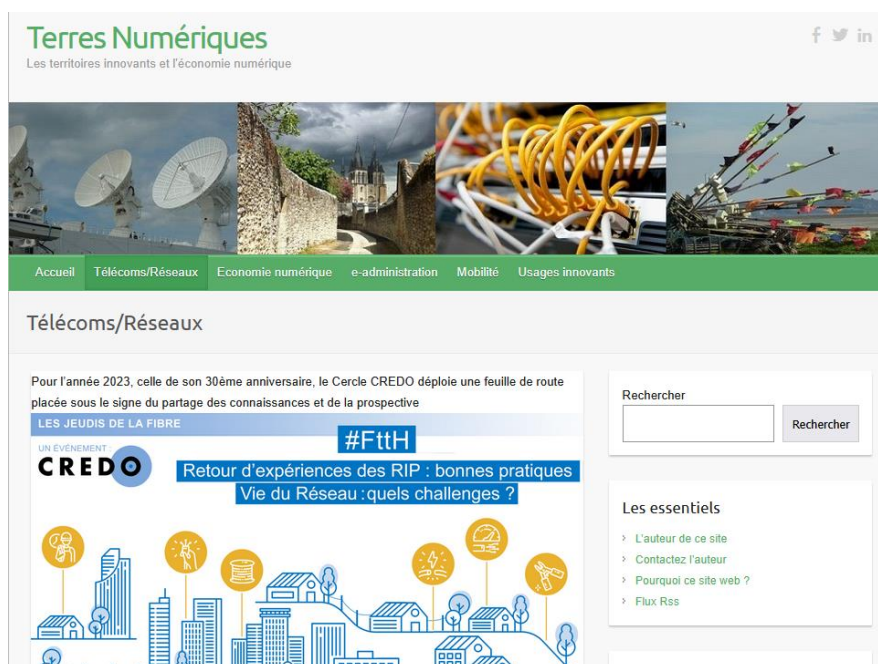 Terres Numériques
Les territoires innovants et l'économie numérique
Accueil Télécoms/Réseaux Economie numérique e-administration Mobilité Usages innovants
Télécoms/Réseaux
Pour l'année 2023, celle de son 30ème anniversaire, le Cercle CREDO déploie une feuille de route
placée sous le signe du partage des connaissances et de la prospective
LES JEUDIS DE LA FIBRE
UN ÉVÉNEMENT :
CREDO
#FttH
Retour d'expériences des RIP : bonnes pratiques
Vie du Réseau : quels challenges ?
Rechercher
Rechercher
Les essentiels
L'auteur de ce site
Contactez l'auteur
Pourquoi ce site web ?
Flux Rss